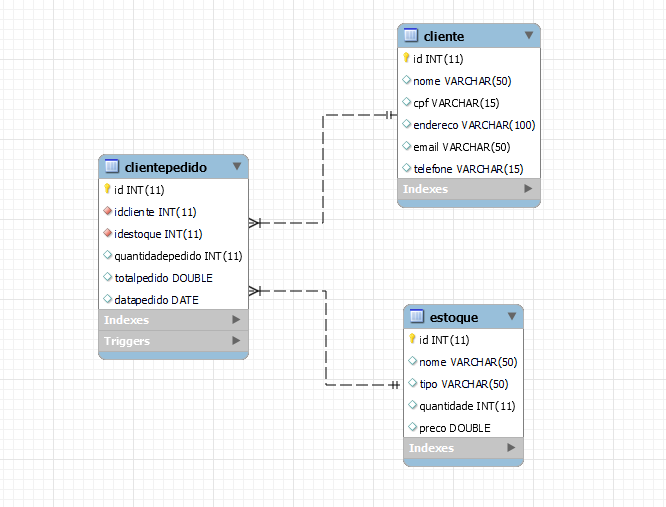 cliente
id INT(11)
nome VARCHAR(50)
cpf VARCHAR(15)
endereco VARCHAR(100)
email VARCHAR(50)
telefone VARCHAR(15)
Indexes
clientepedido
id INT(11)
idcliente INT(11)
idestoque INT(11)
quantidadepedido INT(11)
totalpedido DOUBLE
datapedido DATE
Indexes
Triggers
estoque
id INT(11)
nome VARCHAR(50)
tipo VARCHAR(50)
quantidade INT(11)
preco DOUBLE
Indexes